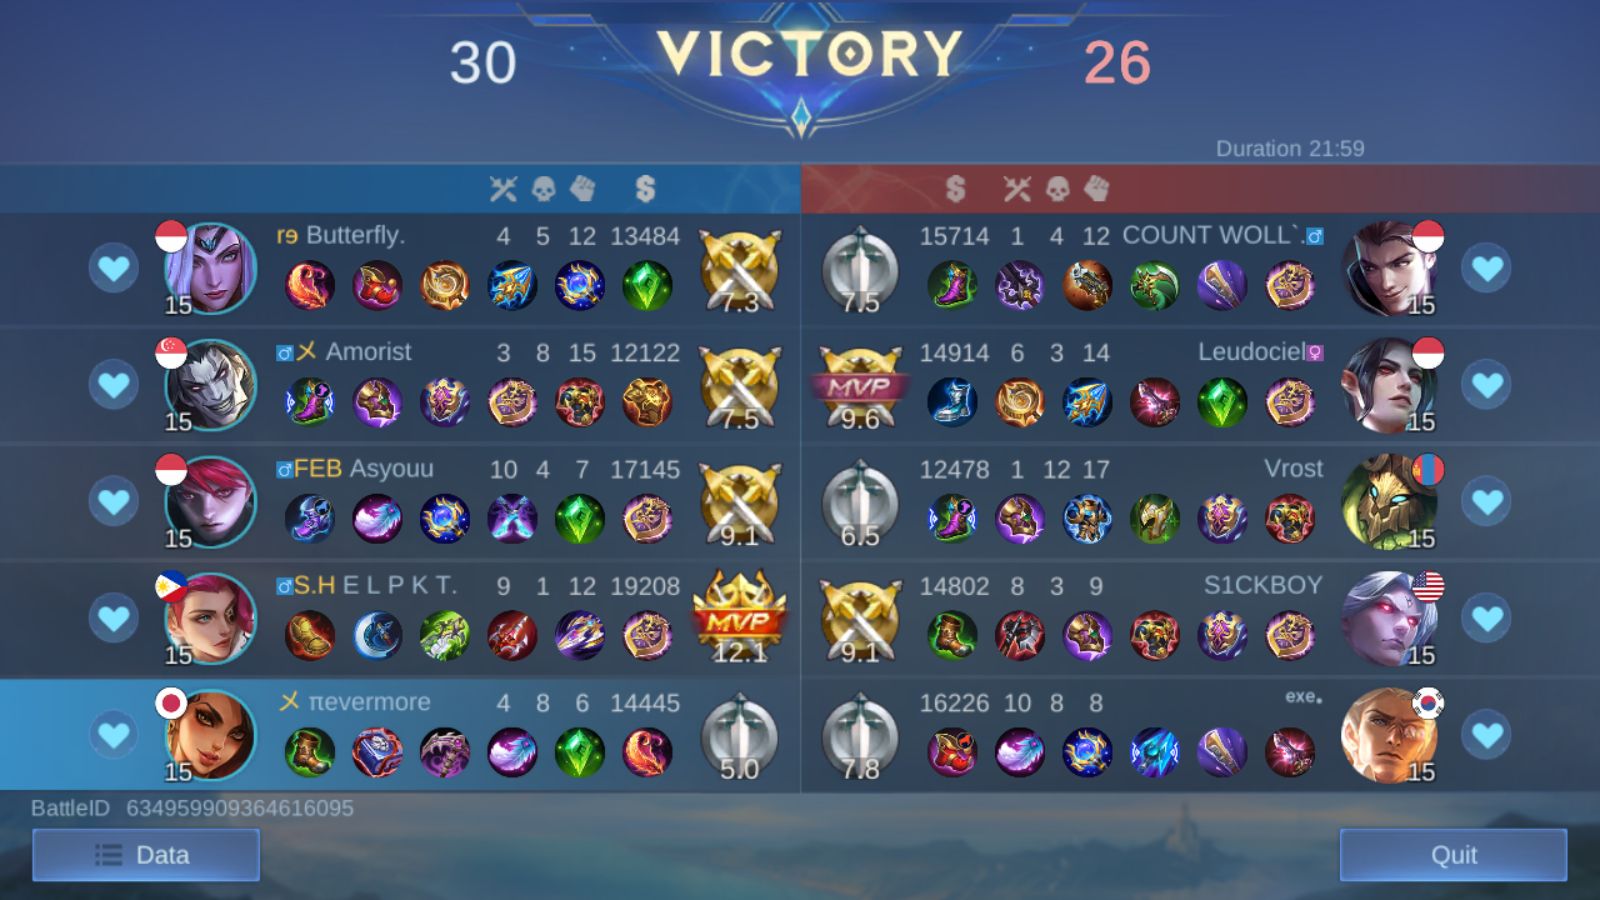 30 VICTORY 26
Duration 21:59
rɘ Butterfly. 4 5 12 13484
15 7.3
7.5 15714 1 4 12 COUNT WOLL`.♂
15
♂メ Amorist 3 8 15 12122
15 7.5
MVP 9.6 14914 6 3 14 Leudociel♀
15
♂FEB Asyouu 10 4 7 17145
15 9.1
6.5 12478 1 12 17 Vrost
15
♂S.H E L P K T. 9 1 12 19208
15 MVP 12.1
9.1 14802 8 3 9 S1CKBOY
15
メ πevermore 4 8 6 14445
15 5.0
7.8 16226 10 8 8 exe.
15
BattleID 634959909364616095
Data
Quit